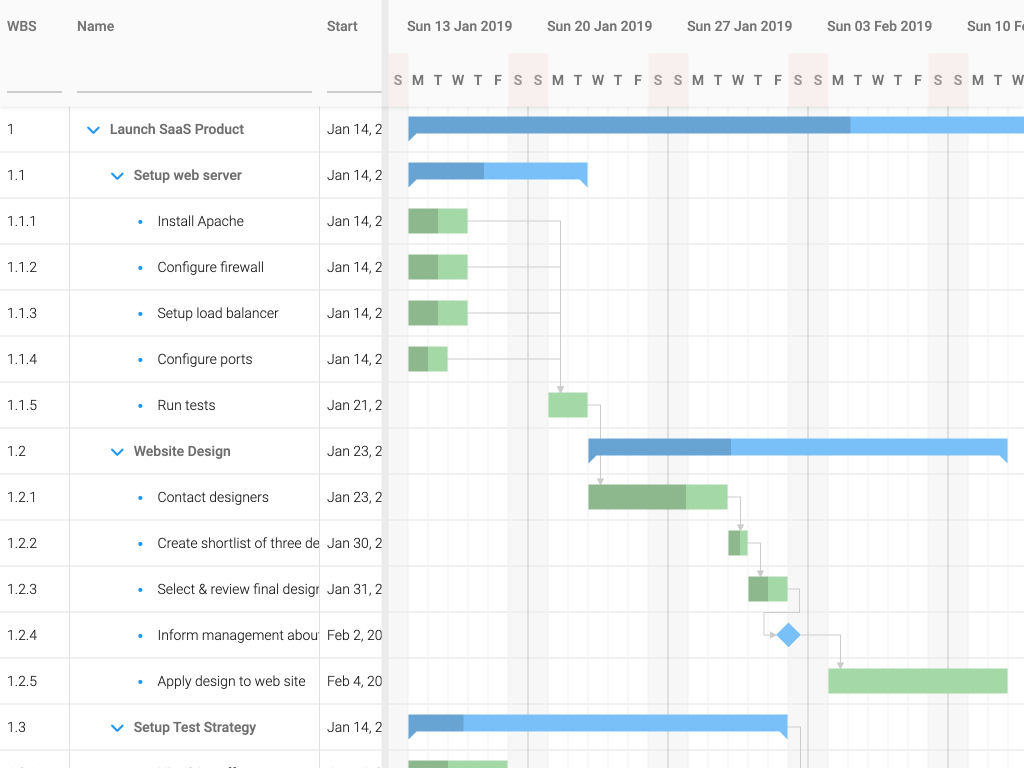 WBS Name Start Sun 13 Jan 2019 Sun 20 Jan 2019 Sun 27 Jan 2019 Sun 03 Feb 2019 Sun 10 Fe
S M T W T F S S M T W T F S S M T W T F S S M T W T F S S M T W
1 Launch SaaS Product Jan 14, 2
1.1 Setup web server Jan 14, 2
1.1.1 Install Apache Jan 14, 2
1.1.2 Configure firewall Jan 14, 2
1.1.3 Setup load balancer Jan 14, 2
1.1.4 Configure ports Jan 14, 2
1.1.5 Run tests Jan 21, 2
1.2 Website Design Jan 23, 2
1.2.1 Contact designers Jan 23, 2
1.2.2 Create shortlist of three de Jan 30, 2
1.2.3 Select & review final design Jan 31, 2
1.2.4 Inform management abou Feb 2, 20
1.2.5 Apply design to web site Feb 4, 20
1.3 Setup Test Strategy Jan 14, 2